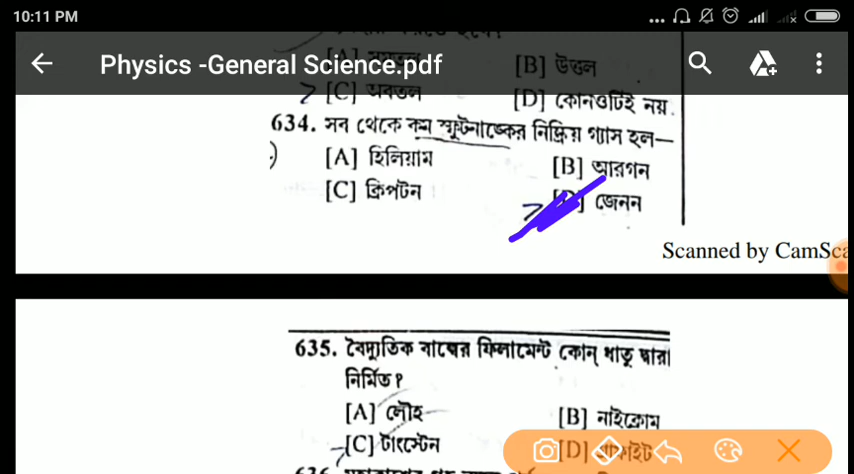 10:11 PM
Physics -General Science.pdf
[B] উত্তল
[C] অবতল [D] কোনওটিই নয়.
634. সব থেকে কম স্ফুটনাঙ্কের নিষ্ক্রিয় গ্যাস হল—
[A] হিলিয়াম [B] আরগন
[C] ক্রিপটন [D] জেনন
Scanned by CamSca
635. বৈদ্যুতিক বাল্বের ফিলামেন্ট কোন্ ধাতু দ্বারা
নির্মিত?
[A] লৌহ [B] নাইক্রোম
[C] টাংস্টেন [D]
636.